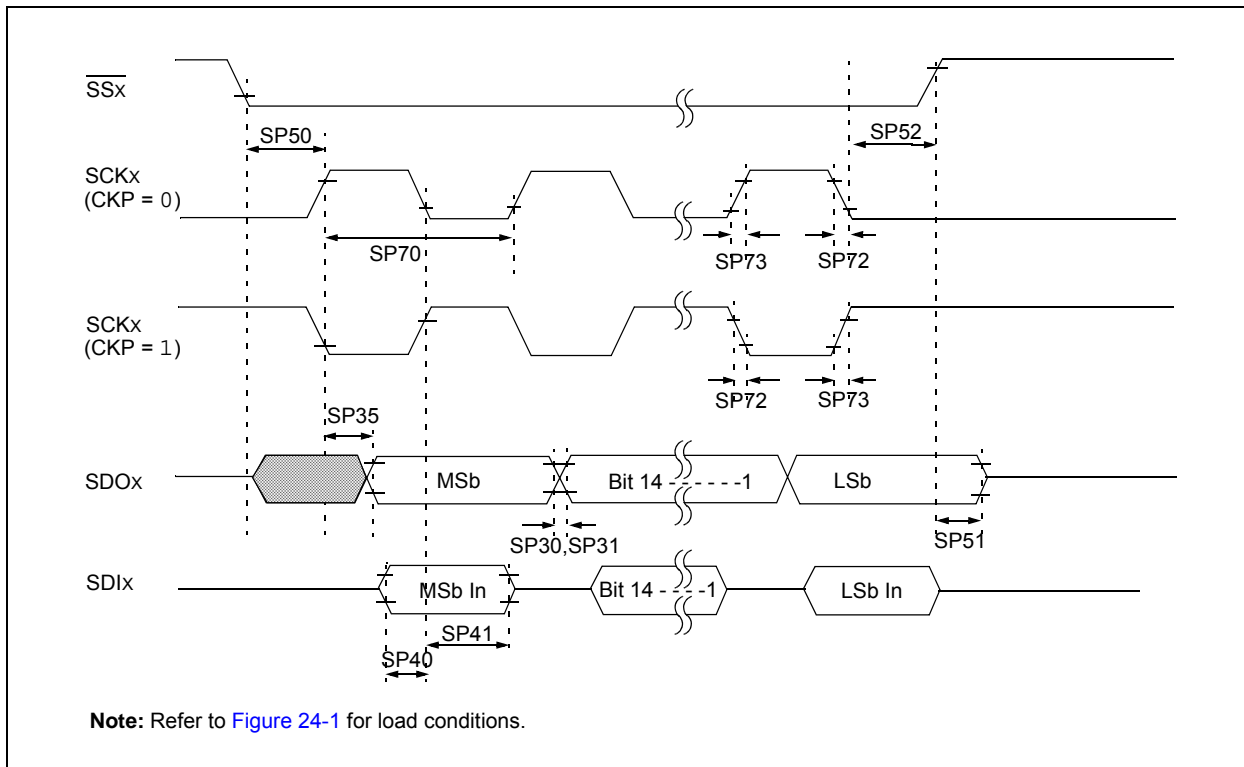 SSx
SP50
SP52
SCKx
(CKP = 0)
SP70
SP73
SP72
SCKx
(CKP = 1)
SP72
SP73
SP35
SDOx
MSb
Bit 14 - - - - - - -1
LSb
SP30,SP31
SP51
SDIx
MSb In
Bit 14 - - - -1
LSb In
SP41
SP40
Note: Refer to Figure 24-1 for load conditions.